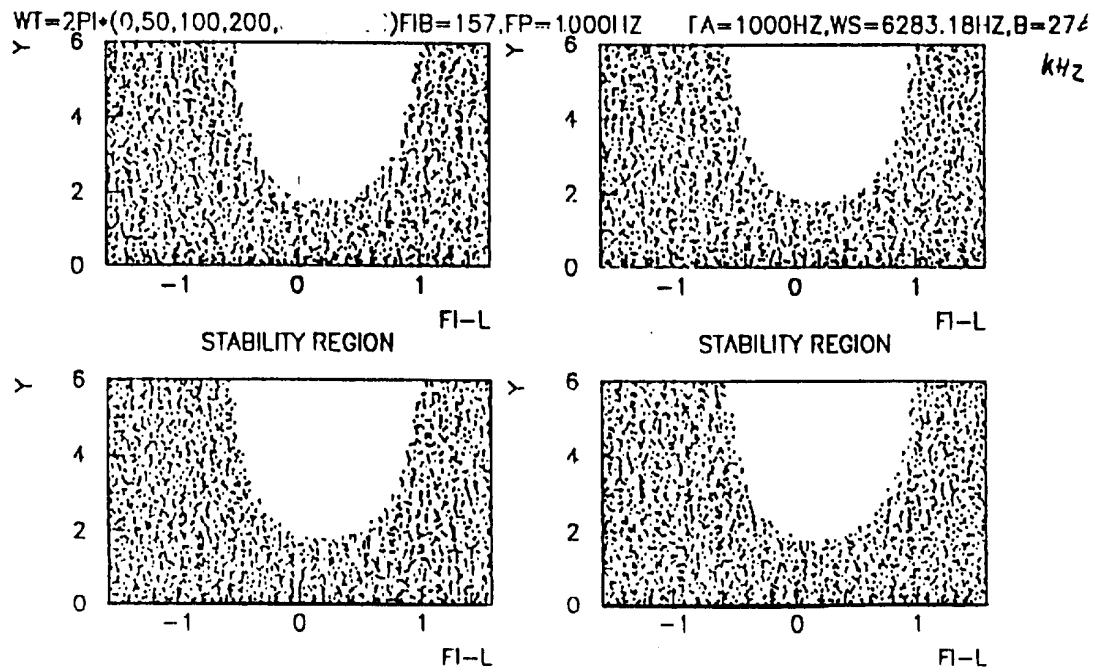 WT=2PI*(0,50,100,200, )FIB=157,FP=1000HZ TA=1000HZ,WS=6283.18HZ,B=27
kHz
Y
6
4
2
0
-1 0 1
FI-L
Y
6
4
2
0
-1 0 1
FI-L
STABILITY REGION
STABILITY REGION
Y
6
4
2
0
-1 0 1
FI-L
Y
6
4
2
0
-1 0 1
FI-L